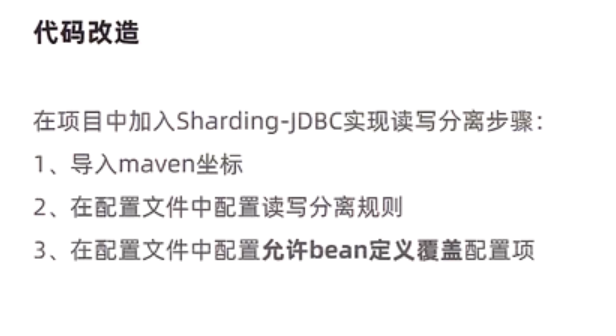 代码改造
在项目中加入Sharding-JDBC实现读写分离步骤：
1、导入maven坐标
2、在配置文件中配置读写分离规则
3、在配置文件中配置允许bean定义覆盖配置项